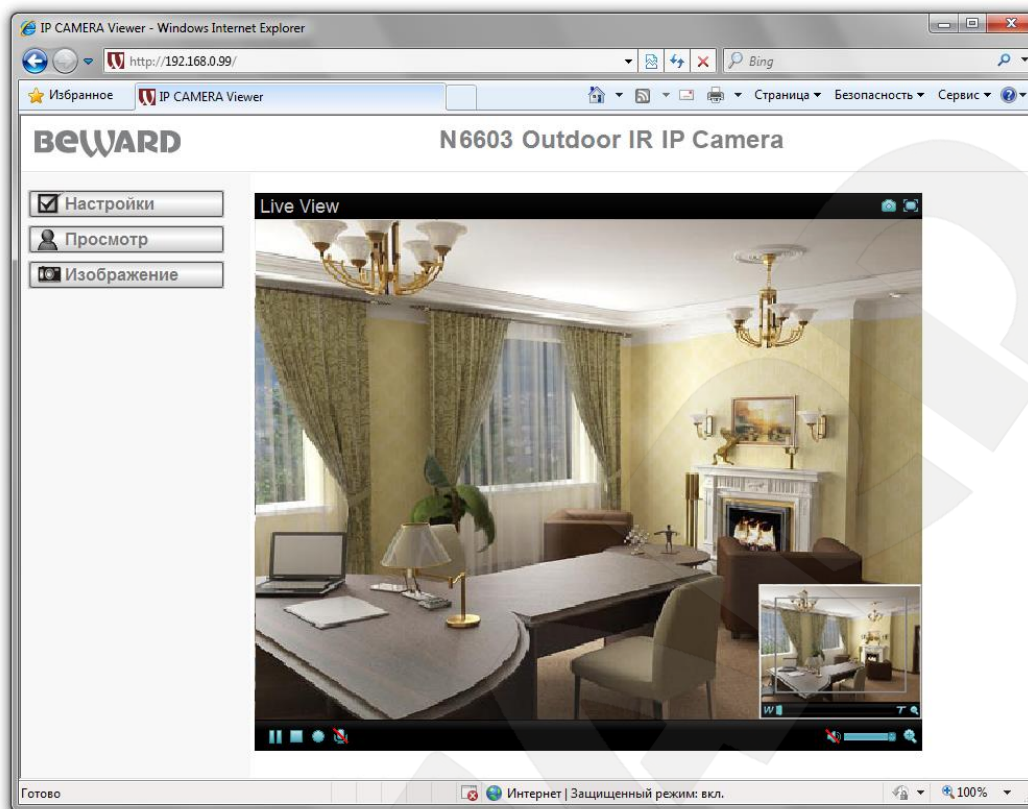 IP CAMERA Viewer - Windows Internet Explorer
http://192.168.0.99/
Bing
Избранное
IP CAMERA Viewer
Страница
Безопасность
Сервис
BEWARD
N6603 Outdoor IR IP Camera
Настройки
Просмотр
Изображение
Live View
W
T
Готово
Интернет | Защищенный режим: вкл.
100%